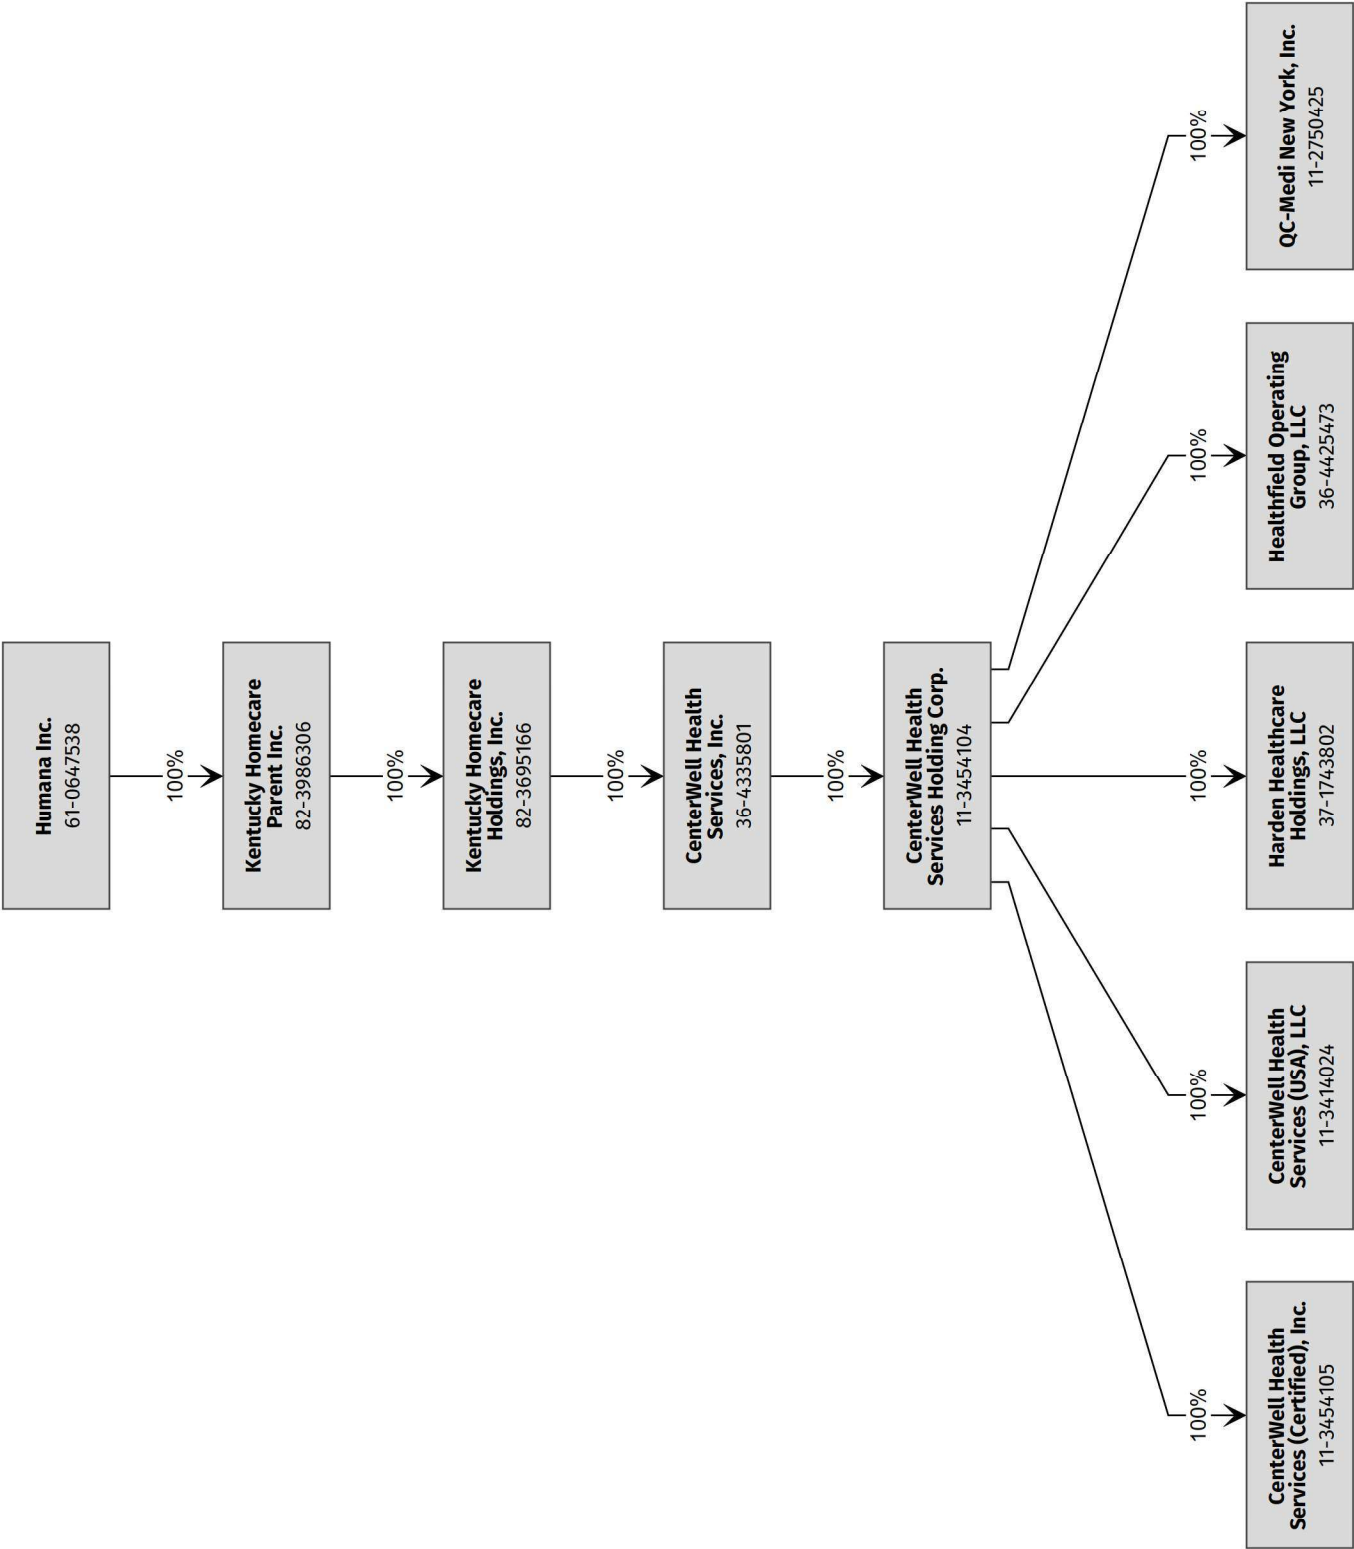 Humana Inc.
61-0647538
100%
Kentucky Homecare
Parent Inc.
82-3986306
100%
Kentucky Homecare
Holdings, Inc.
82-3695166
100%
CenterWell Health
Services, Inc.
36-4335801
100%
CenterWell Health
Services Holding Corp.
11-3454104
100%
100%
100%
100%
100%
CenterWell Health
Services (Certified), Inc.
11-3454105
CenterWell Health
Services (USA), LLC
11-3414024
Harden Healthcare
Holdings, LLC
37-1743802
Healthfield Operating
Group, LLC
36-4425473
QC-Medi New York, Inc.
11-2750425